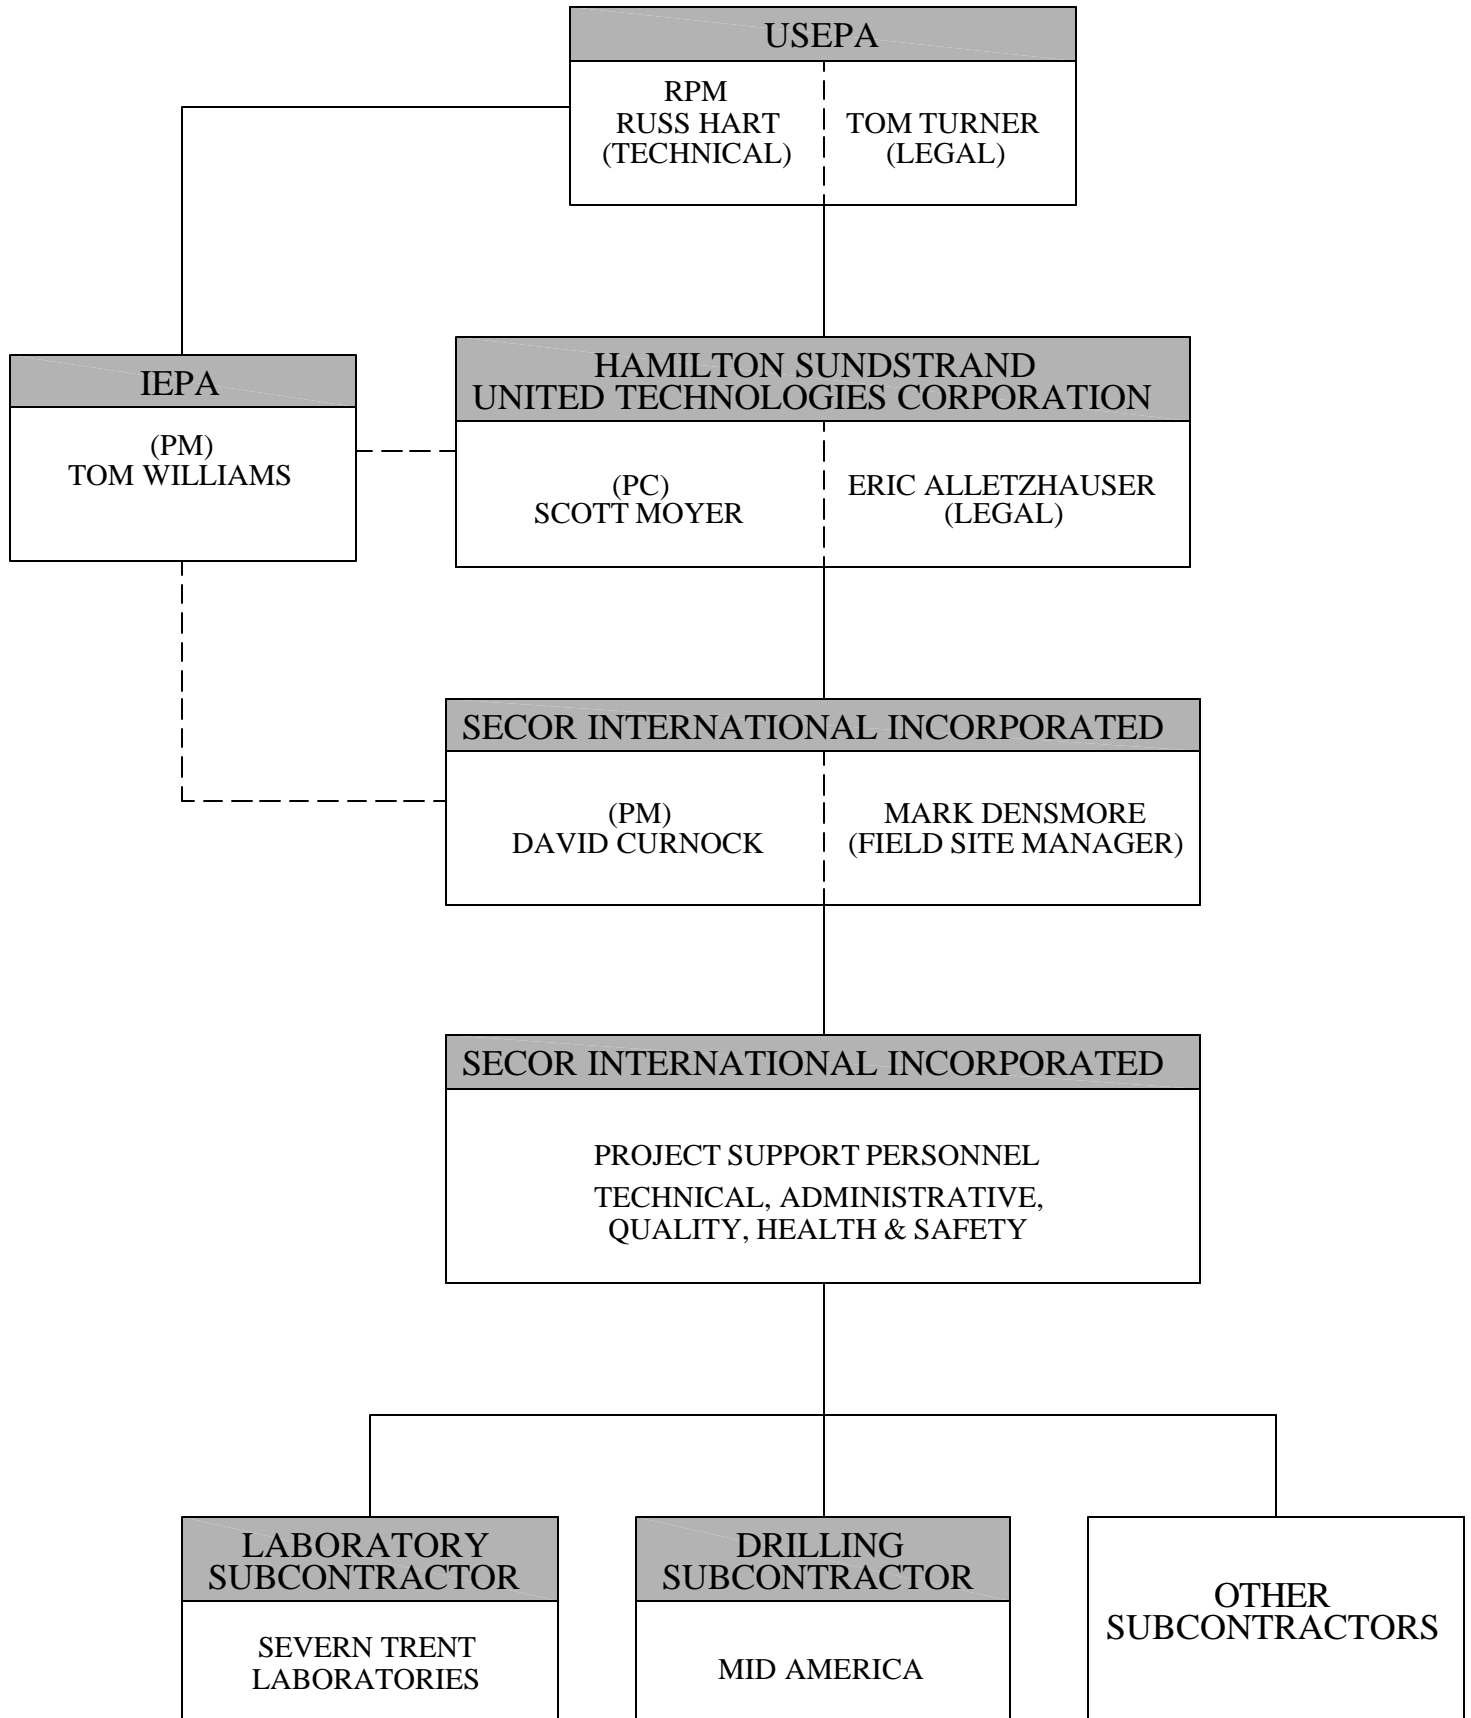 USEPA
RPM
RUSS HART
(TECHNICAL)
TOM TURNER
(LEGAL)
IEPA
(PM)
TOM WILLIAMS
HAMILTON SUNDSTRAND
UNITED TECHNOLOGIES CORPORATION
(PC)
SCOTT MOYER
ERIC ALLETZHAUSER
(LEGAL)
SECOR INTERNATIONAL INCORPORATED
(PM)
DAVID CURNOCK
MARK DENSMORE
(FIELD SITE MANAGER)
SECOR INTERNATIONAL INCORPORATED
PROJECT SUPPORT PERSONNEL
TECHNICAL, ADMINISTRATIVE,
QUALITY, HEALTH & SAFETY
LABORATORY
SUBCONTRACTOR
SEVERN TRENT
LABORATORIES
DRILLING
SUBCONTRACTOR
MID AMERICA
OTHER
SUBCONTRACTORS